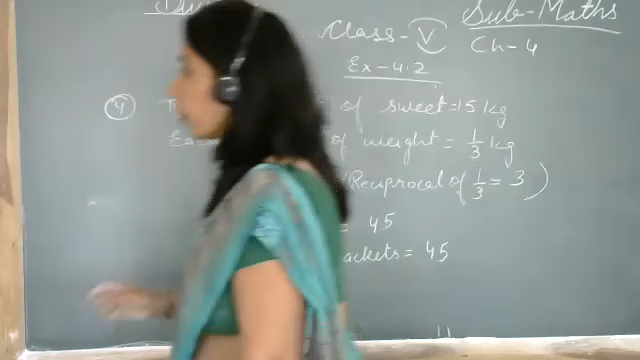 Class- V
Sub- Maths
Ch-4
Ex-4.2
4 of sweet=15 kg
of weight = 1/3 kg
(Reciprocal of 1/3 = 3)
= 45
ackets= 45